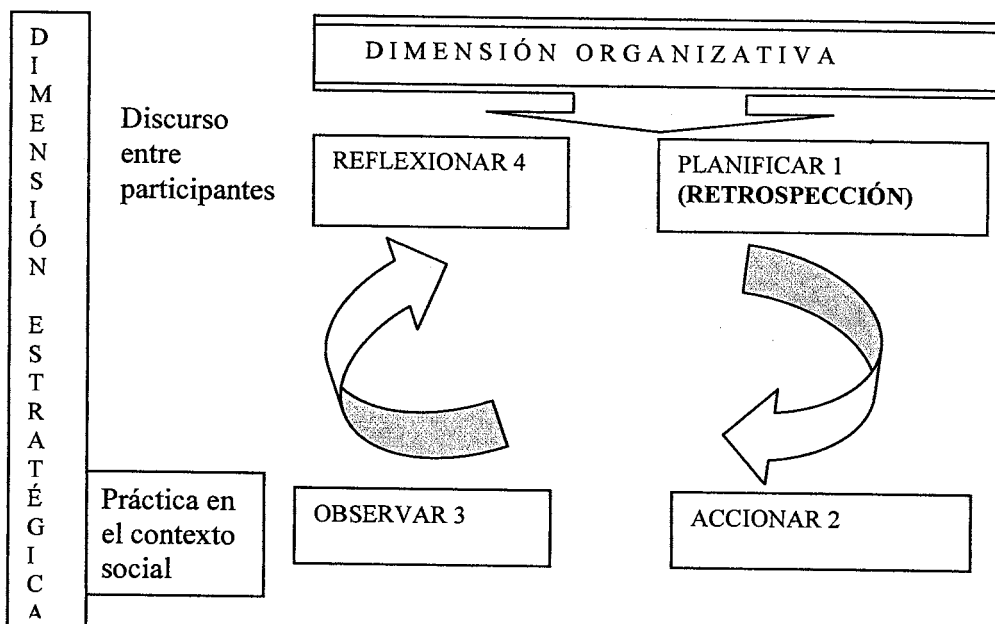 DIMENSIÓN ORGANIZATIVA
DIMENSIÓN ESTRATÉGICA
Discurso
entre
participantes
REFLEXIONAR 4
PLANIFICAR 1
(RETROSPECCIÓN)
Práctica en
el contexto
social
OBSERVAR 3
ACCIONAR 2